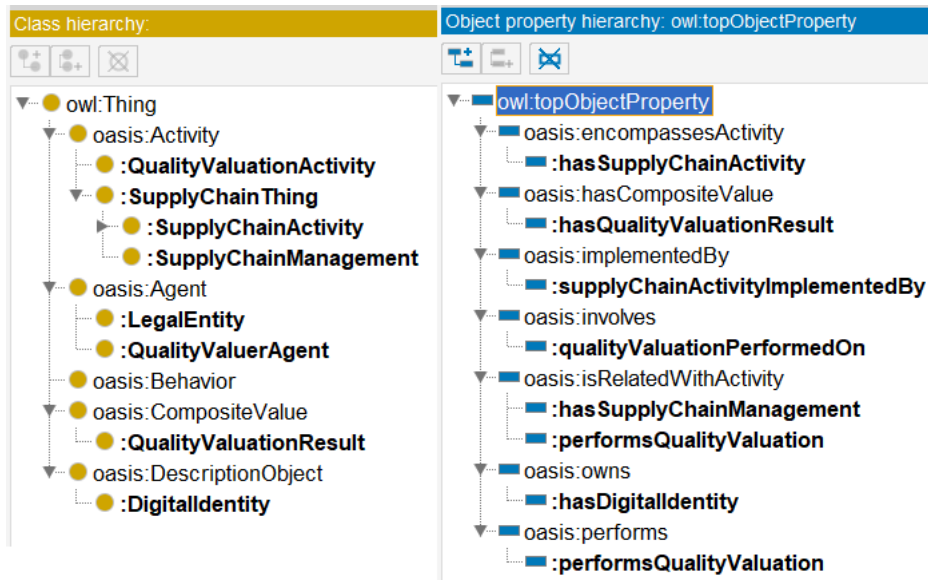 Class hierarchy:
owl:Thing
oasis:Activity
:QualityValuationActivity
:SupplyChainThing
:SupplyChainActivity
:SupplyChainManagement
oasis:Agent
:LegalEntity
:QualityValuerAgent
oasis:Behavior
oasis:CompositeValue
:QualityValuationResult
oasis:DescriptionObject
:DigitalIdentity
Object property hierarchy: owl:topObjectProperty
owl:topObjectProperty
oasis:encompassesActivity
:hasSupplyChainActivity
oasis:hasCompositeValue
:hasQualityValuationResult
oasis:implementedBy
:supplyChainActivityImplementedBy
oasis:involves
:qualityValuationPerformedOn
oasis:isRelatedWithActivity
:hasSupplyChainManagement
:performsQualityValuation
oasis:owns
:hasDigitalIdentity
oasis:performs
:performsQualityValuation